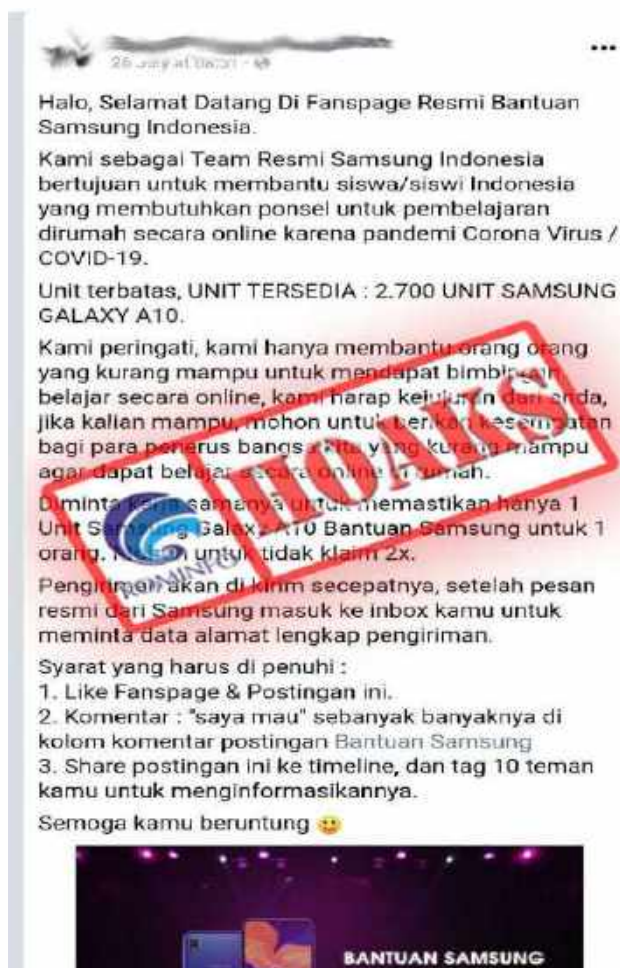 Halo, Selamat Datang Di Fanspage Resmi Bantuan
Samsung Indonesia.
Kami sebagai Team Resmi Samsung Indonesia
bertujuan untuk membantu siswa/siswi Indonesia
yang membutuhkan ponsel untuk pembelajaran
dirumah secara online karena pandemi Corona Virus /
COVID-19.
Unit terbatas, UNIT TERSEDIA : 2.700 UNIT SAMSUNG
GALAXY A10.
Kami peringati, kami hanya membantu orang orang
yang kurang mampu untuk mendapat
belajar secara online, kami harap kejujuran dari anda,
jika kalian mampu, mohon untuk berikan kesempatan
bagi para penerus bangsa kita yang kurang mampu
agar dapat belajar secara online di rumah.
Diminta kerja samanya untuk memastikan hanya 1
Unit Samsung Galaxy A10 Bantuan Samsung untuk 1
orang, untuk tidak klaim 2x.
HOAKS
KOMINFO
Pengiriman akan di kirim secepatnya, setelah pesan
resmi dari Samsung masuk ke inbox kamu untuk
meminta data alamat lengkap pengiriman.
Syarat yang harus di penuhi :
1. Like Fanspage & Postingan ini.
2. Komentar : "saya mau" sebanyak banyaknya di
kolom komentar postingan Bantuan Samsung
3. Share postingan ini ke timeline, dan tag 10 teman
kamu untuk menginformasikannya.
Semoga kamu beruntung 🙂
BANTUAN SAMSUNG